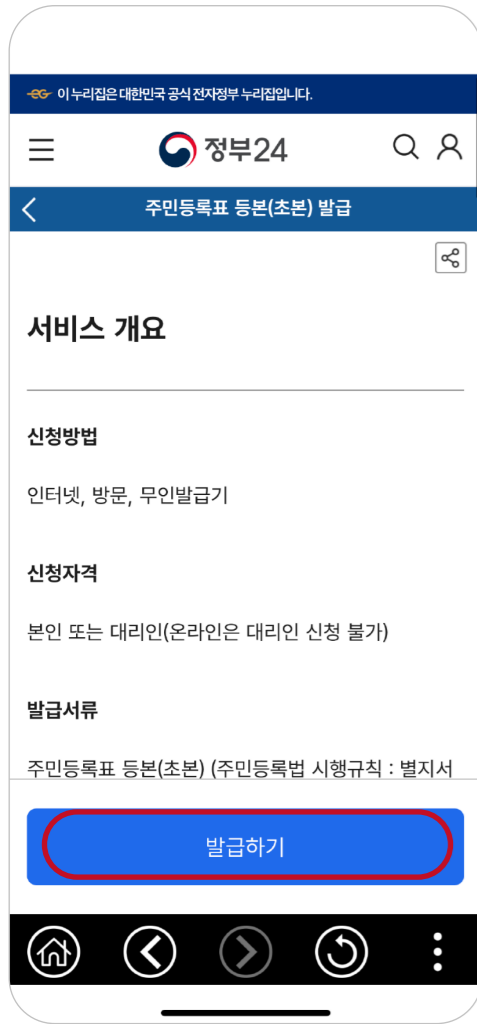 이 누리집은 대한민국 공식 전자정부 누리집입니다.
정부24
주민등록표 등본(초본) 발급
서비스 개요
신청방법
인터넷, 방문, 무인발급기
신청자격
본인 또는 대리인(온라인은 대리인 신청 불가)
발급서류
주민등록표 등본(초본) (주민등록법 시행규칙 : 별지서
발급하기